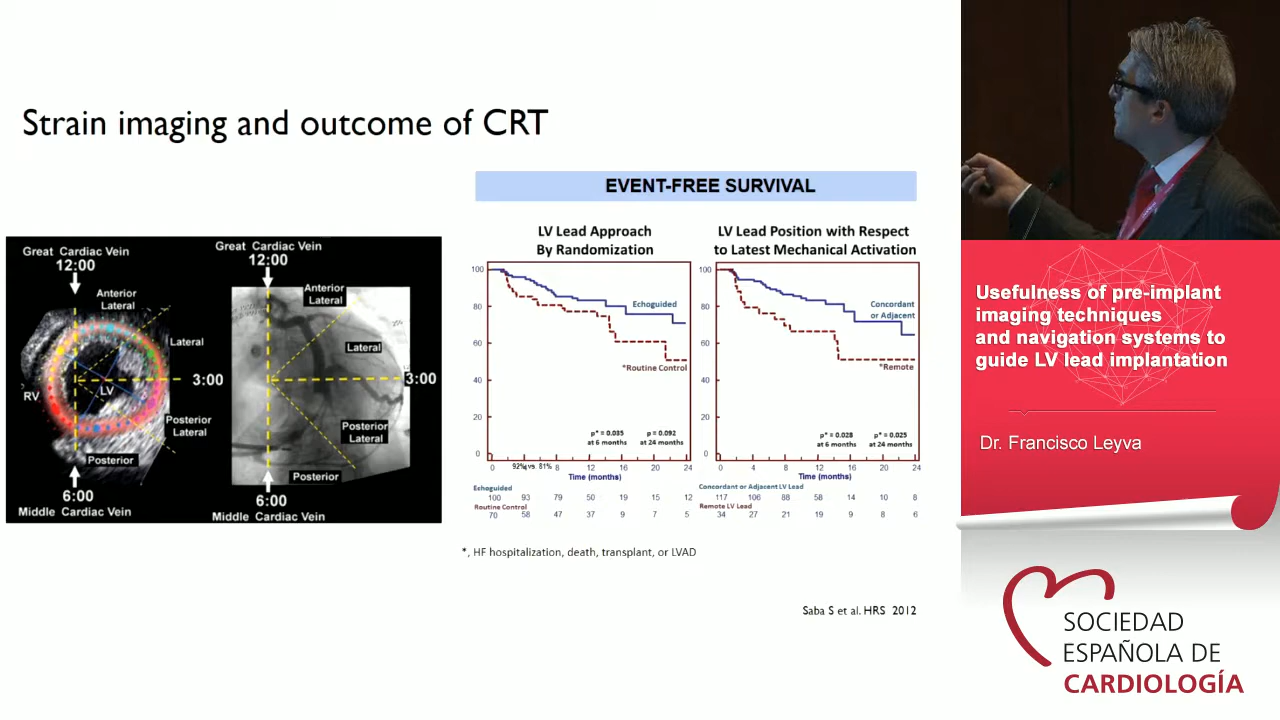 Strain imaging and outcome of CRT
EVENT-FREE SURVIVAL
Great Cardiac Vein
12:00
Anterior
Lateral
Lateral
3:00
RV
LV
Posterior
Lateral
Posterior
6:00
Middle Cardiac Vein
Great Cardiac Vein
12:00
Anterior
Lateral
Lateral
3:00
Posterior
Lateral
Posterior
6:00
Middle Cardiac Vein
LV Lead Approach
By Randomization
100
80
60
40
20
0
Echoguided
*Routine Control
p* = 0.035
at 6 months
p = 0.092
at 24 months
0 92% vs. 81% 8 12 16 20 24
Time (months)
Echoguided
100 93 79 50 19 15 12
Routine Control
70 58 47 37 9 7 5
LV Lead Position with Respect
to Latest Mechanical Activation
100
80
60
40
20
0
Concordant
or Adjacent
*Remote
p* = 0.028
at 6 months
p* = 0.025
at 24 months
0 4 8 12 16 20 24
Time (months)
Concordant or Adjacent LV Lead
117 106 88 58 14 10 8
Remote LV Lead
34 27 21 19 9 8 6
*, HF hospitalization, death, transplant, or LVAD
Saba S et al. HRS 2012
Usefulness of pre-implant
imaging techniques
and navigation systems to
guide LV lead implantation
Dr. Francisco Leyva
SOCIEDAD
ESPAÑOLA DE
CARDIOLOGÍA